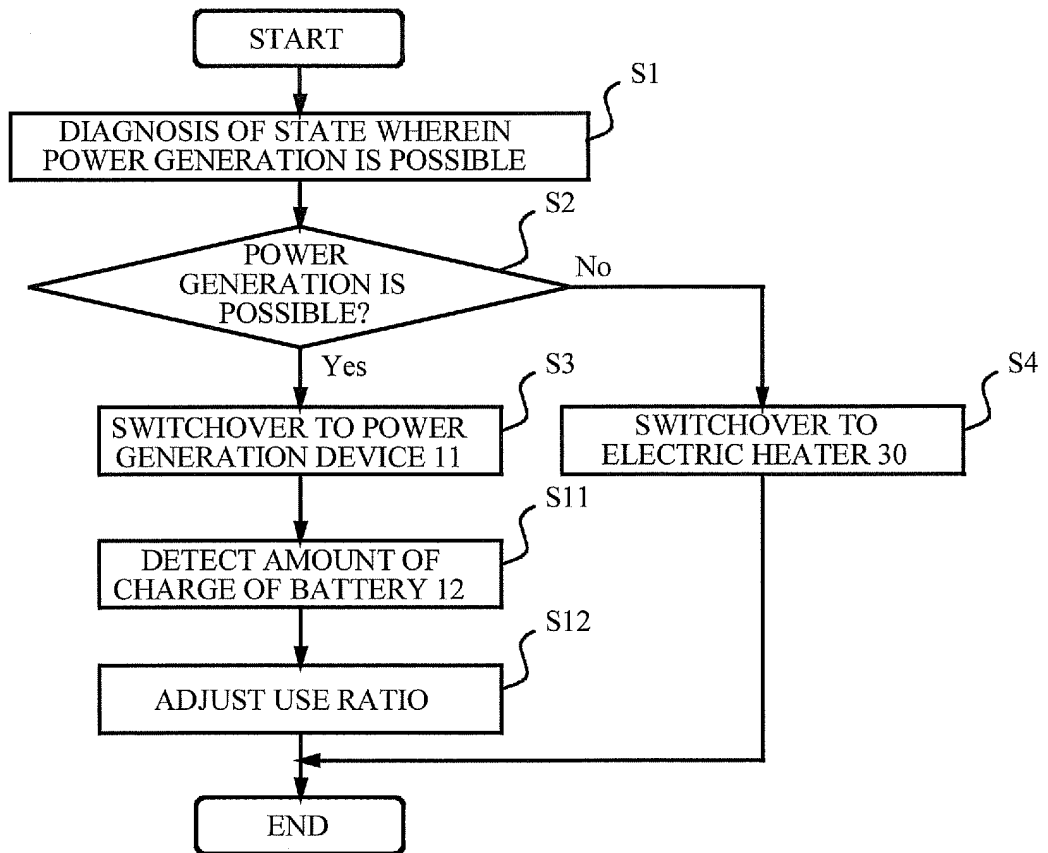 START
S1
DIAGNOSIS OF STATE WHEREIN
POWER GENERATION IS POSSIBLE
S2
POWER
GENERATION IS
POSSIBLE?
No
Yes
S3
SWITCHOVER TO POWER
GENERATION DEVICE 11
S4
SWITCHOVER TO
ELECTRIC HEATER 30
S11
DETECT AMOUNT OF
CHARGE OF BATTERY 12
S12
ADJUST USE RATIO
END